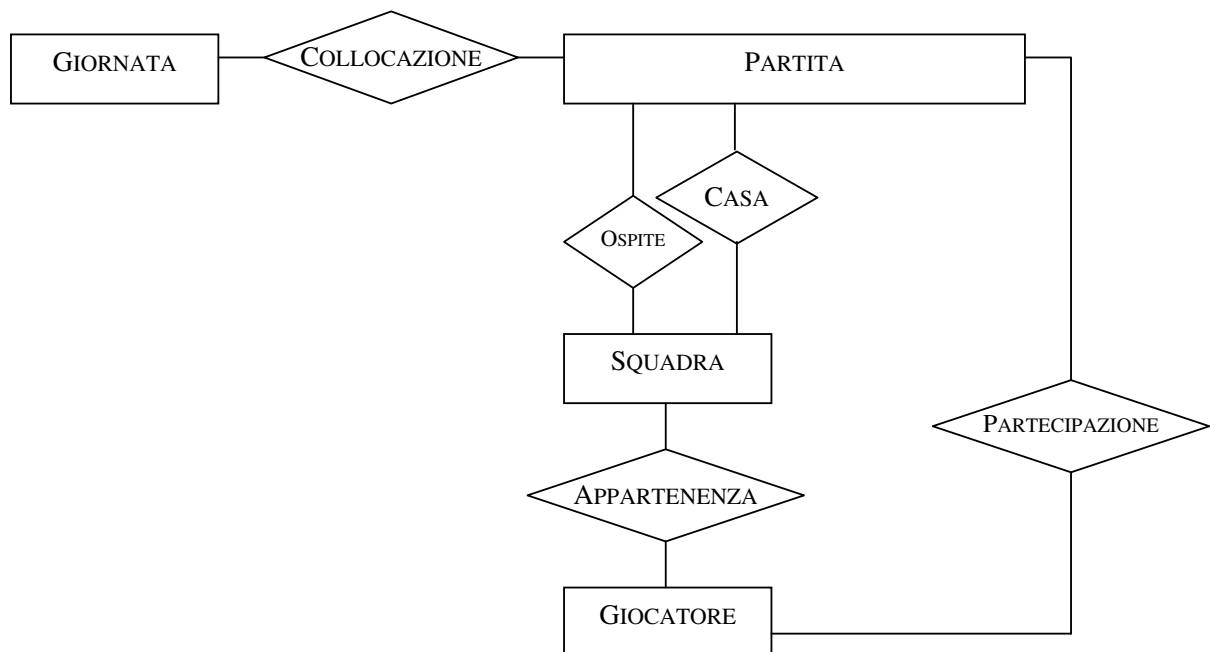 GIORNATA
COLLOCAZIONE
PARTITA
CASA
OSPITE
SQUADRA
PARTECIPAZIONE
APPARTENENZA
GIOCATORE